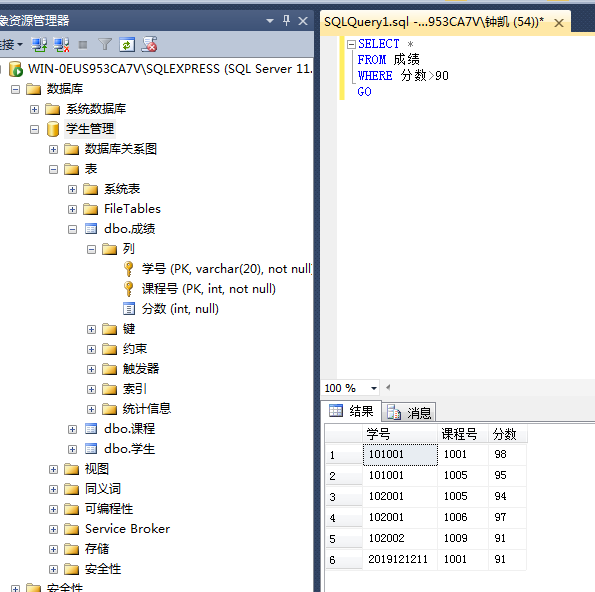 象资源管理器
连接
WIN-0EUS953CA7V\SQLEXPRESS (SQL Server 11.
数据库
系统数据库
学生管理
数据库关系图
表
系统表
FileTables
dbo.成绩
列
学号 (PK, varchar(20), not null
课程号 (PK, int, not null)
分数 (int, null)
键
约束
触发器
索引
统计信息
dbo.课程
dbo.学生
视图
同义词
可编程性
Service Broker
存储
安全性
安全性
SQLQuery1.sql -...953CA7V\钟凯 (54))*
SELECT *
FROM 成绩
WHERE 分数>90
GO
100 %
结果 消息
学号 课程号 分数
1 101001 1001 98
2 101001 1005 95
3 102001 1005 94
4 102001 1006 97
5 102002 1009 91
6 2019121211 1001 91